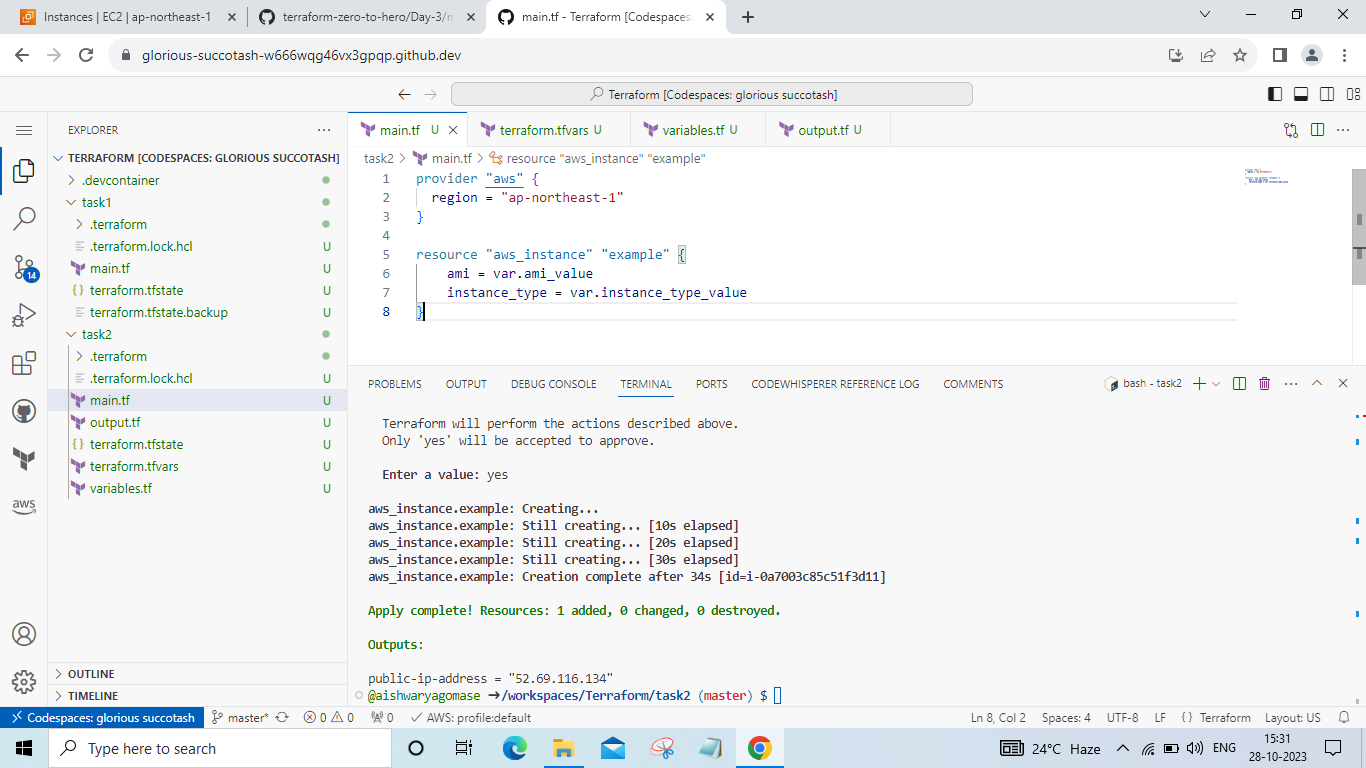 Instances | EC2 | ap-northeast-1
terraform-zero-to-hero/Day-3/m
main.tf - Terraform [Codespaces:
glorious-succotash-w666wqg46vx3gpqp.github.dev
Terraform [Codespaces: glorious succotash]
EXPLORER
TERRAFORM [CODESPACES: GLORIOUS SUCCOTASH]
.devcontainer
task1
.terraform
.terraform.lock.hcl U
main.tf U
terraform.tfstate U
terraform.tfstate.backup U
task2
.terraform
.terraform.lock.hcl U
main.tf U
output.tf U
terraform.tfstate U
terraform.tfvars U
variables.tf U
OUTLINE
TIMELINE
14
aws
main.tf U
terraform.tfvars U
variables.tf U
output.tf U
task2 > main.tf > resource "aws_instance" "example"
1 provider "aws" {
2 region = "ap-northeast-1"
3 }
4
5 resource "aws_instance" "example" {
6 ami = var.ami_value
7 instance_type = var.instance_type_value
8 }
PROBLEMS OUTPUT DEBUG CONSOLE TERMINAL PORTS CODEWHISPERER REFERENCE LOG COMMENTS
bash - task2
Terraform will perform the actions described above.
Only 'yes' will be accepted to approve.
Enter a value: yes
aws_instance.example: Creating...
aws_instance.example: Still creating... [10s elapsed]
aws_instance.example: Still creating... [20s elapsed]
aws_instance.example: Still creating... [30s elapsed]
aws_instance.example: Creation complete after 34s [id=i-0a7003c85c51f3d11]
Apply complete! Resources: 1 added, 0 changed, 0 destroyed.
Outputs:
public-ip-address = "52.69.116.134"
@aishwaryagomase ➜/workspaces/Terraform/task2 (master) $
Codespaces: glorious succotash master* 0 0 0 AWS: profile:default Ln 8, Col 2 Spaces: 4 UTF-8 LF {} Terraform Layout: US
Type here to search
24°C Haze
ENG
15:31
28-10-2023